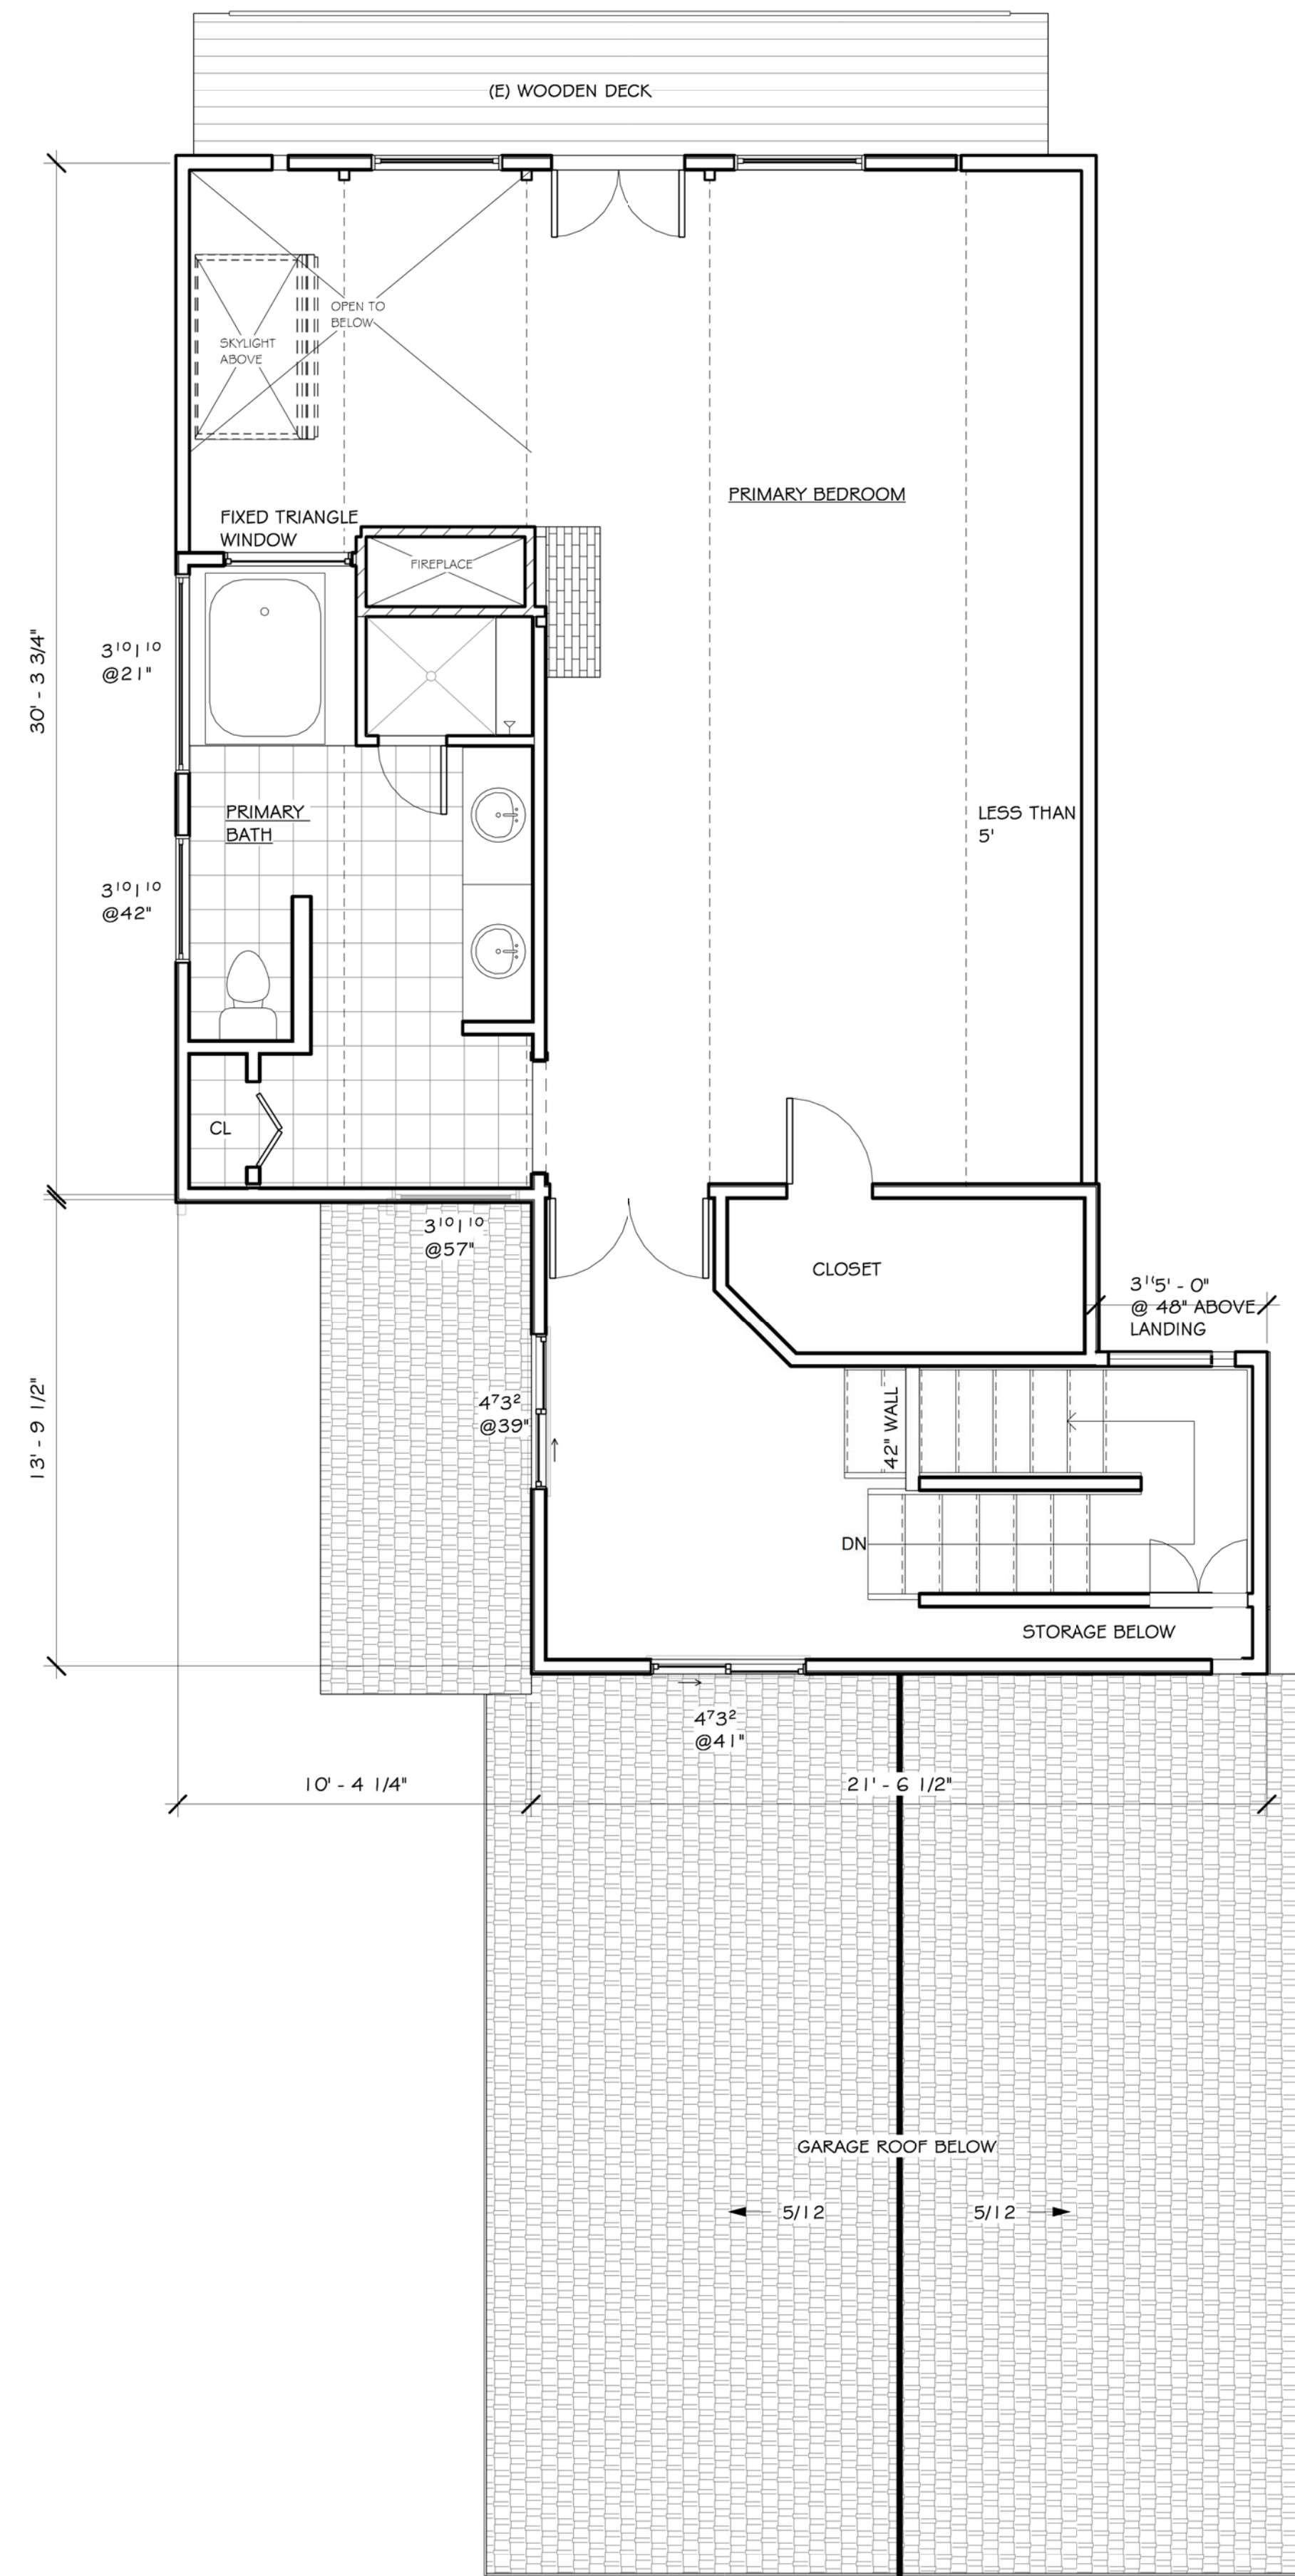 (E) WOODEN DECK
OPEN TO
BELOW
SKYLIGHT
ABOVE
PRIMARY BEDROOM
FIXED TRIANGLE
WINDOW
FIREPLACE
30' - 3 3/4"
3¹⁰1¹⁰
@21"
PRIMARY
BATH
LESS THAN
5'
3¹⁰1¹⁰
@42"
CL
3¹⁰1¹⁰
@57"
CLOSET
5' - 0"
@ 48" ABOVE
LANDING
13' - 9 1/2"
4⁷3²
@39"
42" WALL
DN
STORAGE BELOW
4⁷3²
@41"
10' - 4 1/4"
21' - 6 1/2"
GARAGE ROOF BELOW
5/12
5/12